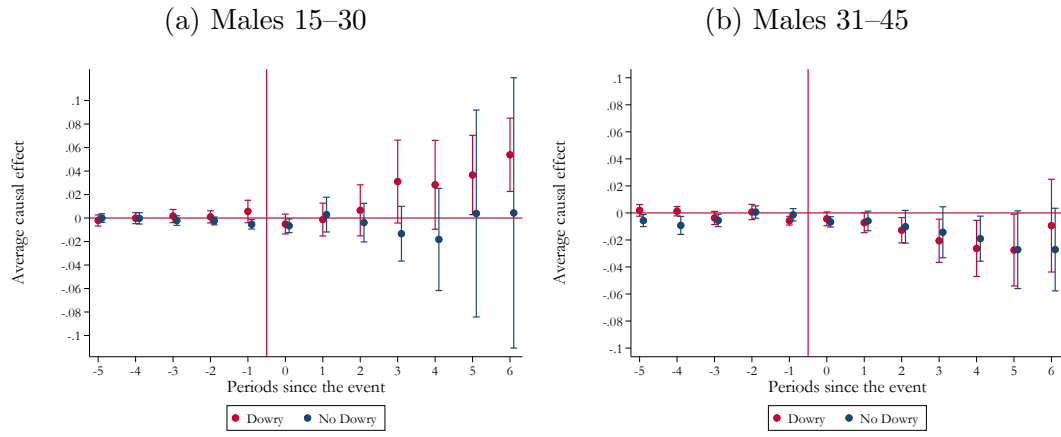 (a) Males 15–30
(b) Males 31–45
Average causal effect
.1
.08
.06
.04
.02
0
-.02
-.04
-.06
-.08
-.1
-5 -4 -3 -2 -1 0 1 2 3 4 5 6
Periods since the event
Dowry No Dowry
Average causal effect
.1
.08
.06
.04
.02
0
-.02
-.04
-.06
-.08
-.1
-5 -4 -3 -2 -1 0 1 2 3 4 5 6
Periods since the event
Dowry No Dowry